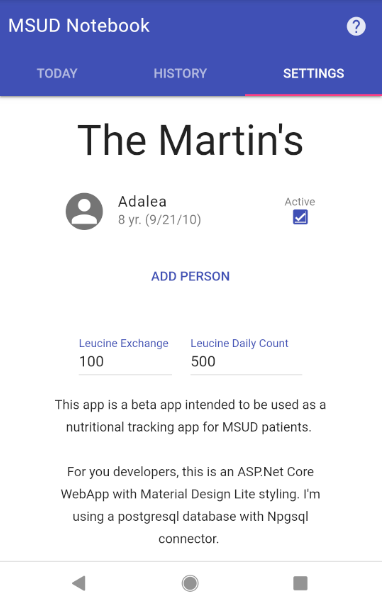 MSUD Notebook
?
TODAY HISTORY SETTINGS
The Martin's
Adalea
8 yr. (9/21/10)
Active
ADD PERSON
Leucine Exchange Leucine Daily Count
100 500
This app is a beta app intended to be used as a
nutritional tracking app for MSUD patients.
For you developers, this is an ASP.Net Core
WebApp with Material Design Lite styling. I'm
using a postgresql database with Npgsql
connector.